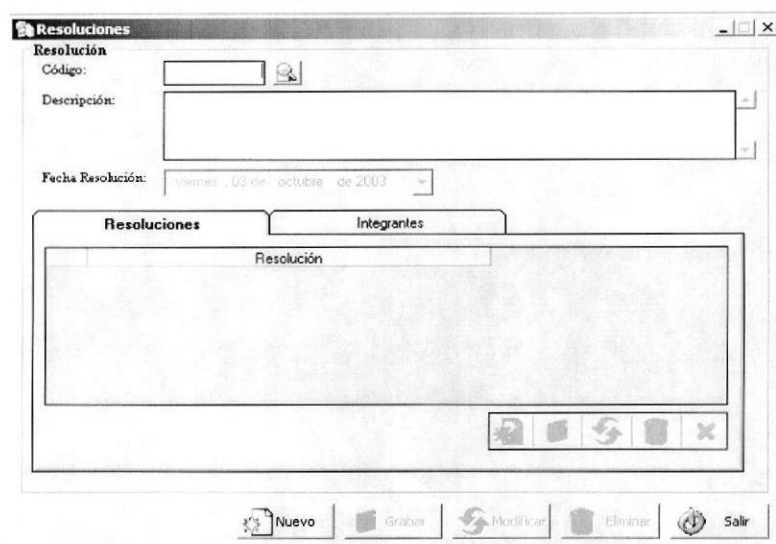 Resoluciones
Resolución
Código:
Descripción:
Fecha Resolución:
viernes , 03 de octubre de 2003
Resoluciones
Integrantes
Resolución
Nuevo
Grabar
Modificar
Eliminar
Salir